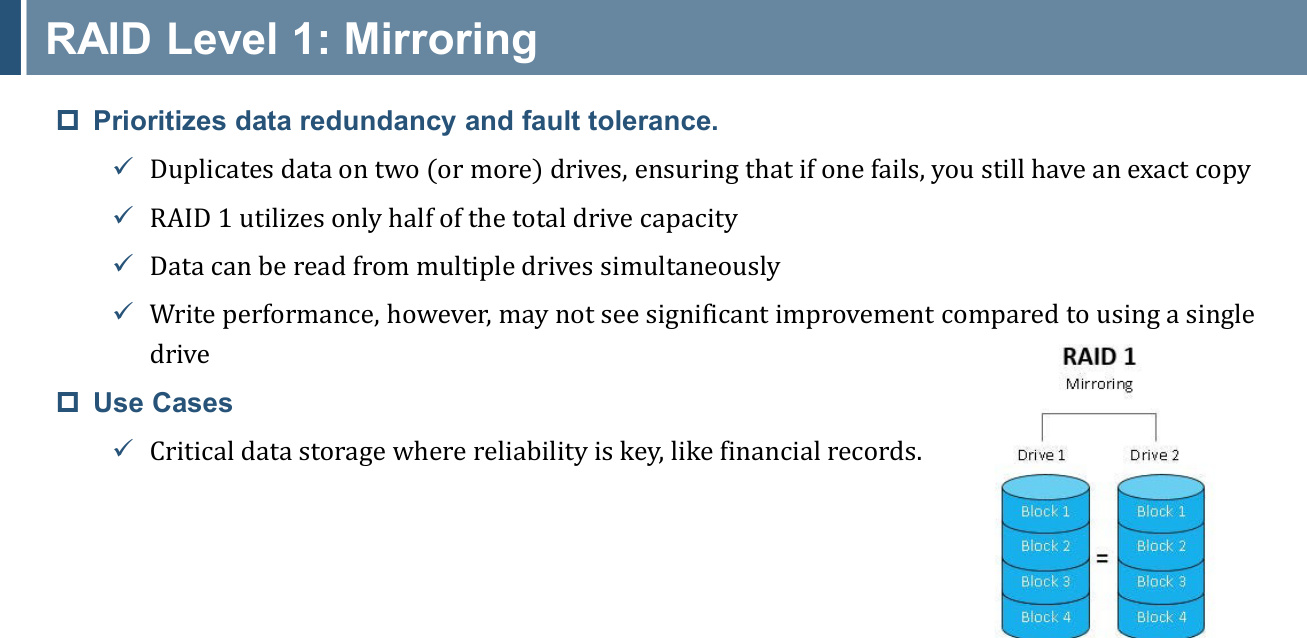 RAID Level 1: Mirroring
Prioritizes data redundancy and fault tolerance.
Duplicates data on two (or more) drives, ensuring that if one fails, you still have an exact copy
RAID 1 utilizes only half of the total drive capacity
Data can be read from multiple drives simultaneously
Write performance, however, may not see significant improvement compared to using a single
drive
Use Cases
Critical data storage where reliability is key, like financial records.
RAID 1
Mirroring
Drive 1 Drive 2
Block 1 Block 1
Block 2 Block 2
=
Block 3 Block 3
Block 4 Block 4